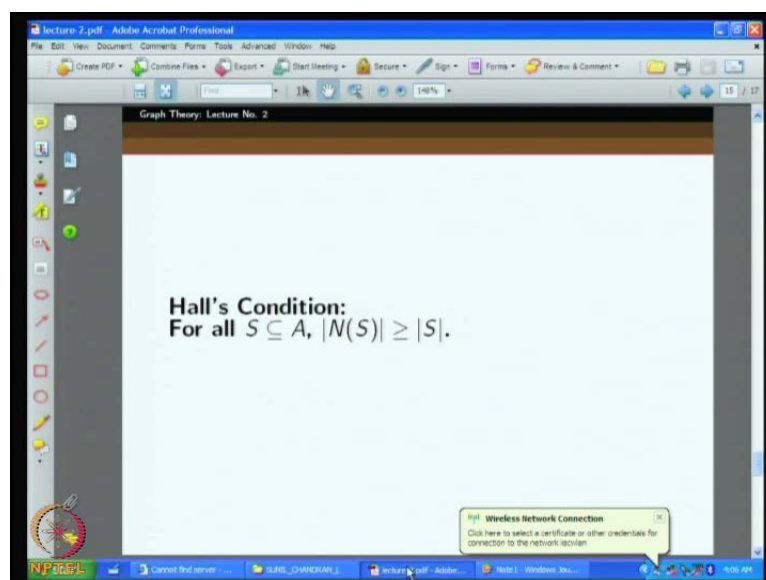 lecture-2.pdf - Adobe Acrobat Professional
File Edit View Document Comments Forms Tools Advanced Window Help
Create PDF Combine Files Export Start Meeting Secure Sign Forms Review & Comment
Find 148% 15 / 17
Graph Theory: Lecture No. 2
Hall's Condition:
For all S ⊆ A, |N(S)| ≥ |S|.
Wireless Network Connection
Click here to select a certificate or other credentials for
connection to the network
NPTEL Cannot find server - ... SUNIL_CHANDRAN_L lecture-2.pdf - Adobe... Note1 - Windows Jou... 4:06 AM